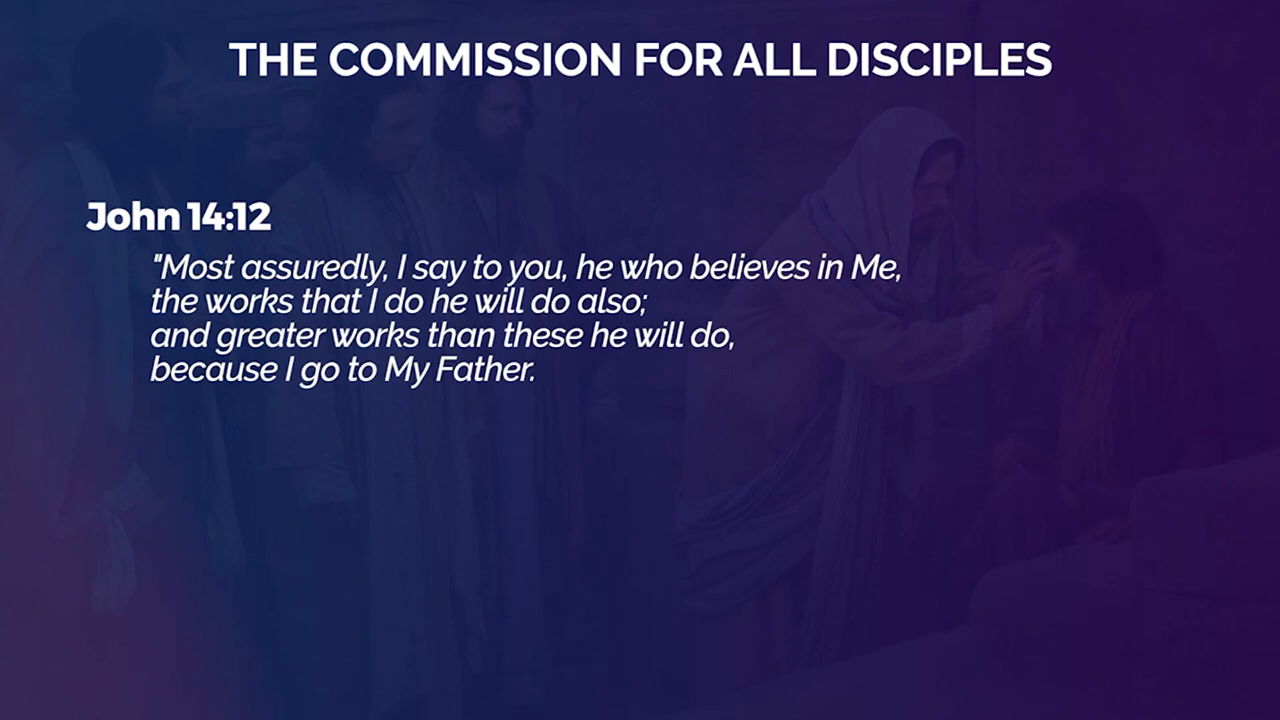 THE COMMISSION FOR ALL DISCIPLES
John 14:12
"Most assuredly, I say to you, he who believes in Me,
the works that I do he will do also;
and greater works than these he will do,
because I go to My Father.